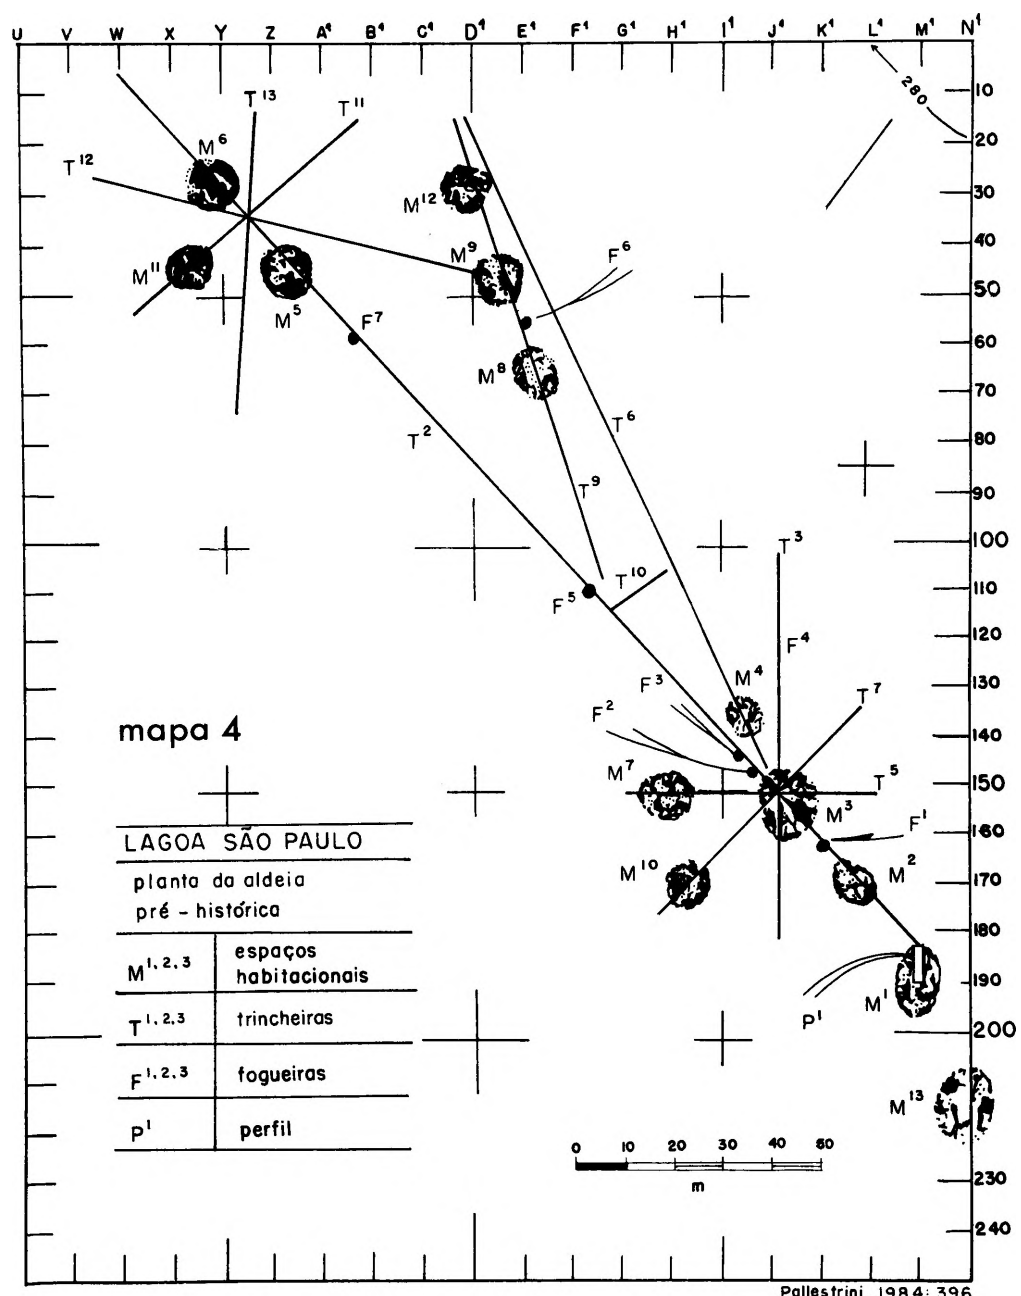 U V W X Y Z A¹ B¹ C¹ D¹ E¹ F¹ G¹ H¹ I¹ J¹ K¹ L¹ M¹ N¹
10
280
20
30
40
50
60
70
80
90
100
110
120
130
140
150
160
170
180
190
200
230
240
T¹³
T¹¹
M⁶
T¹²
M¹²
M⁹
F⁶
M¹¹
M⁵
F⁷
M⁸
T²
T⁶
T⁹
T³
T¹⁰
F⁵
F⁴
F³
M⁴
F²
T⁷
M⁷
T⁵
M³
F¹
M¹⁰
M²
M¹
P¹
M¹³
mapa 4
LAGOA SÃO PAULO
planta da aldeia
pré - histórica
M¹,²,³ espaços
habitacionais
T¹,²,³ trincheiras
F¹,²,³ fogueiras
P¹ perfil
0 10 20 30 40 50
m
Pallestrini 1984: 396